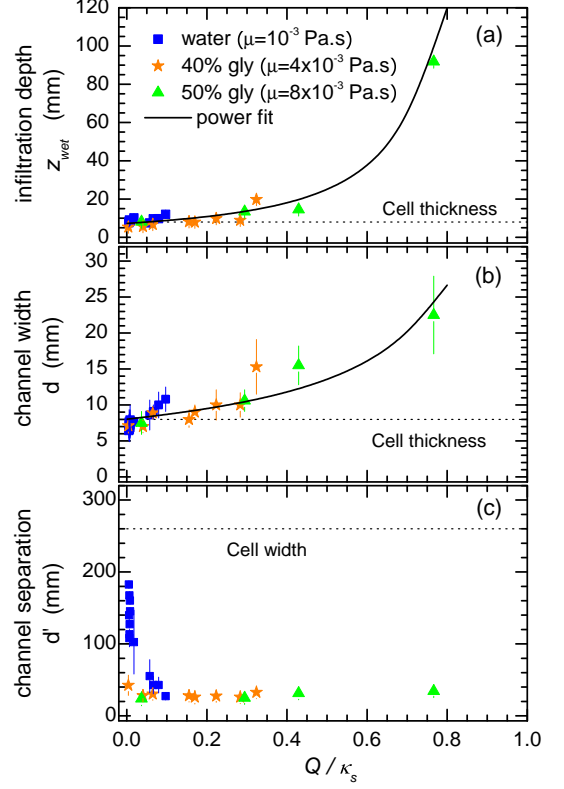 120
100
80
60
40
20
0
infiltration depth
z_wet (mm)
(a)
water (μ=10⁻³ Pa.s)
40% gly (μ=4x10⁻³ Pa.s)
50% gly (μ=8x10⁻³ Pa.s)
power fit
Cell thickness
30
25
20
15
10
5
0
channel width
d (mm)
(b)
Cell thickness
300
200
100
0
channel separation
d' (mm)
(c)
Cell width
0.0 0.2 0.4 0.6 0.8 1.0
Q / κ_s